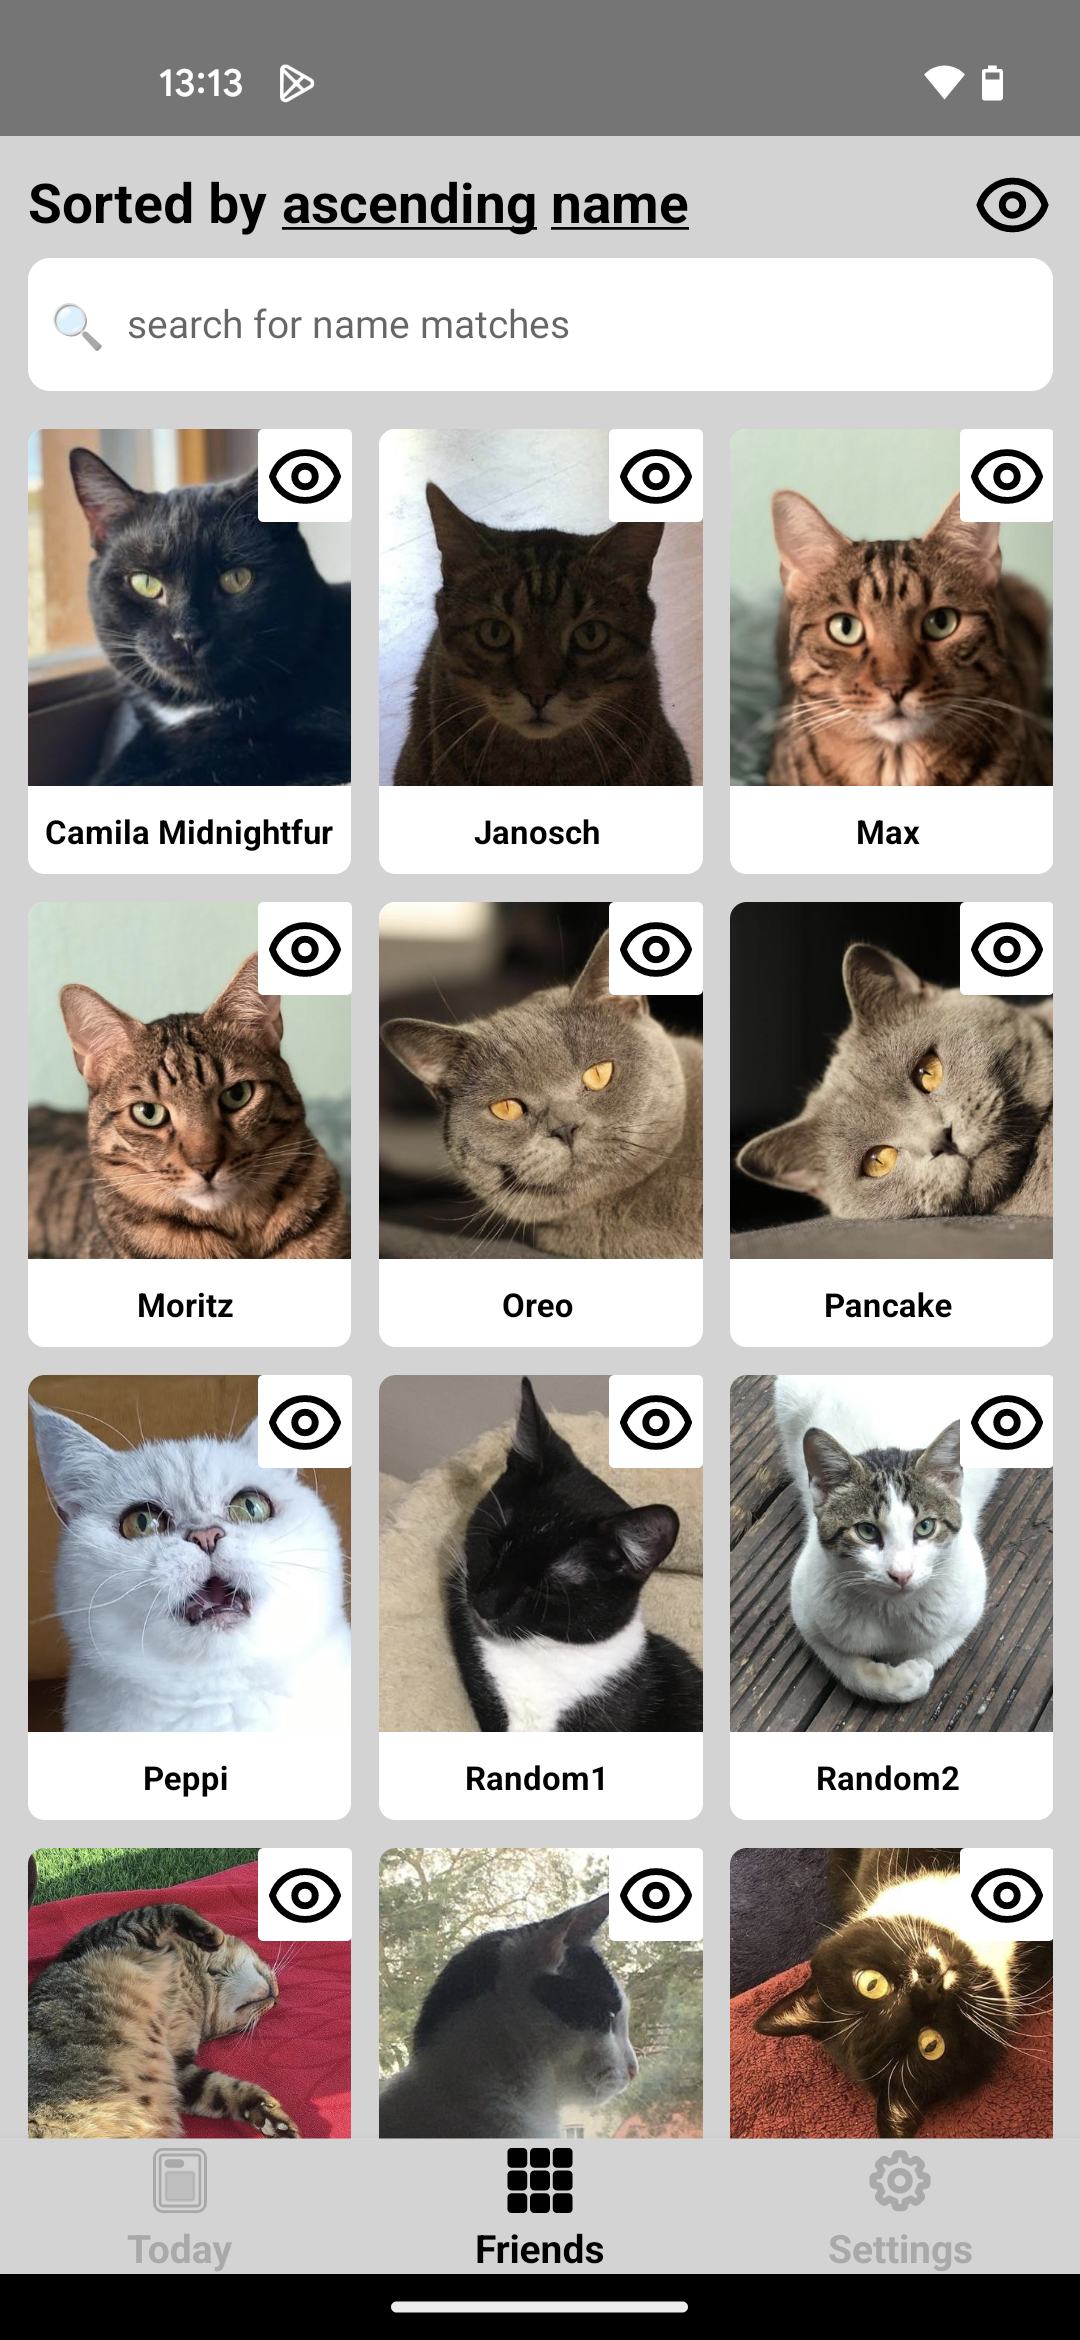 13:13
Sorted by ascending name
search for name matches
Camila Midnightfur
Janosch
Max
Moritz
Oreo
Pancake
Peppi
Random1
Random2
Today
Friends
Settings